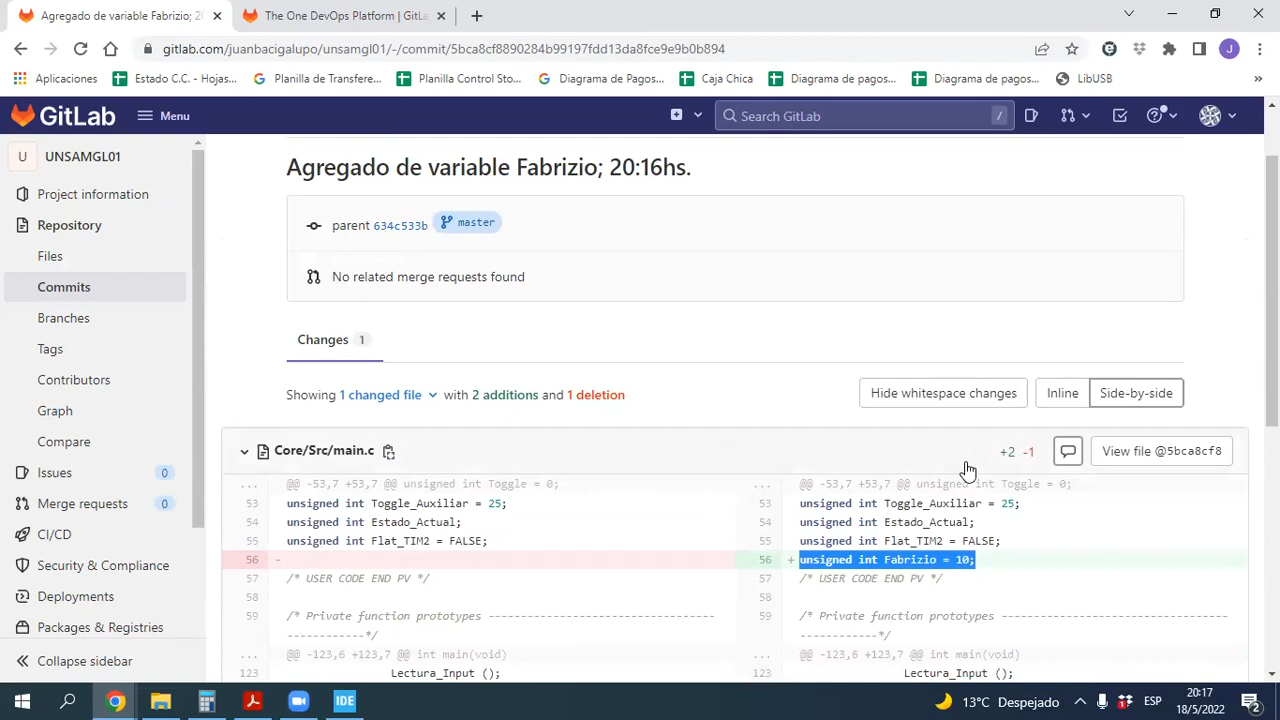 Agregado de variable Fabrizio; 20
The One DevOps Platform | GitLa
gitlab.com/juanbacigalupo/unsamgl01/-/commit/5bca8cf8890284b99197fdd13da8fce9e9b0b894
J
Aplicaciones
Estado C.C. - Hojas...
Planilla de Transfere...
Planilla Control Sto...
Diagrama de Pagos...
Caja Chica
Diagrama de pagos...
Diagrama de pagos...
LibUSB
»
GitLab
Menu
Search GitLab
/
U
UNSAMGL01
Project information
Repository
Files
Commits
Branches
Tags
Contributors
Graph
Compare
Issues 0
Merge requests 0
CI/CD
Security & Compliance
Deployments
Packages & Registries
Collapse sidebar
Agregado de variable Fabrizio; 20:16hs.
parent 634c533b master
No related merge requests found
Changes 1
Showing 1 changed file with 2 additions and 1 deletion
Hide whitespace changes
Inline
Side-by-side
Core/Src/main.c
+2 -1
View file @5bca8cf8
... @@ -53,7 +53,7 @@ unsigned int Toggle = 0;
53 unsigned int Toggle_Auxiliar = 25;
54 unsigned int Estado_Actual;
55 unsigned int Flat_TIM2 = FALSE;
56 -
57 /* USER CODE END PV */
58
59 /* Private function prototypes -----------------------------------
------------*/
... @@ -123,6 +123,7 @@ int main(void)
123 Lectura_Input ();
... @@ -53,7 +53,7 @@ unsigned int Toggle = 0;
53 unsigned int Toggle_Auxiliar = 25;
54 unsigned int Estado_Actual;
55 unsigned int Flat_TIM2 = FALSE;
56 + unsigned int Fabrizio = 10;
57 /* USER CODE END PV */
58
59 /* Private function prototypes -----------------------------------
------------*/
... @@ -123,6 +123,7 @@ int main(void)
123 Lectura_Input ();
IDE
13°C Despejado
ESP
20:17
18/5/2022
2